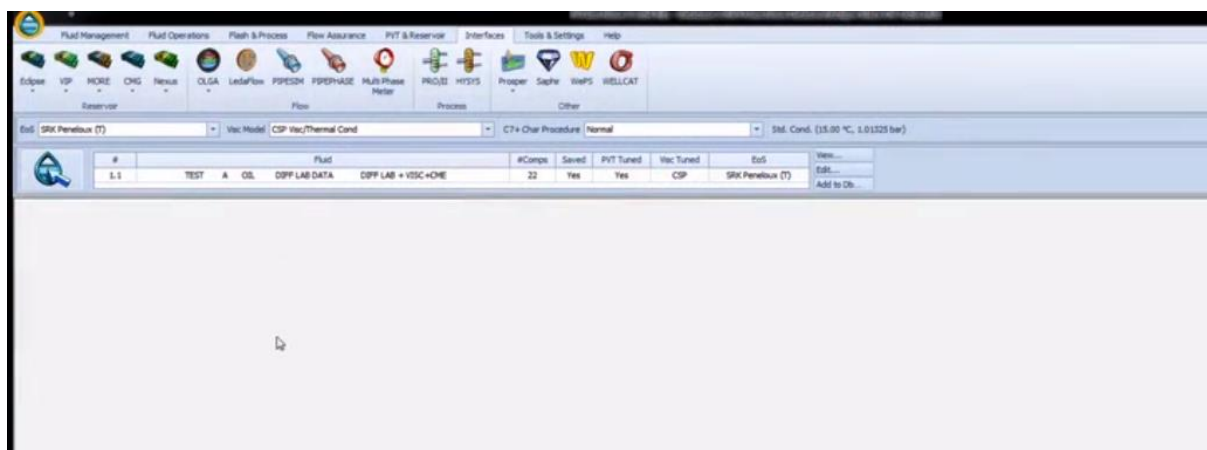 Fluid Management Fluid Operations Flash & Process Flow Assurance PVT & Reservoir Interfaces Tools & Settings Help
Eclipse VIP MORE CMG Nexus OLGA LedaFlow PIPESIM PIPEPHASE Multi Phase Meter PRO/II HYSYS Prosper Saphir WePS WELLCAT
Reservoir Flow Process Other
EoS SRK Peneloux (T) Visc Model CSP Visc/Thermal Cond C7+ Char Procedure Normal Std. Cond. (15.00 °C, 1.01325 bar)
# Fluid #Comps Saved PVT Tuned Visc Tuned EoS View...
1.1 TEST A OIL DIFF LAB DATA DIFF LAB + VISC+CME 22 Yes Yes CSP SRK Peneloux (T) Edit...
Add to Db...